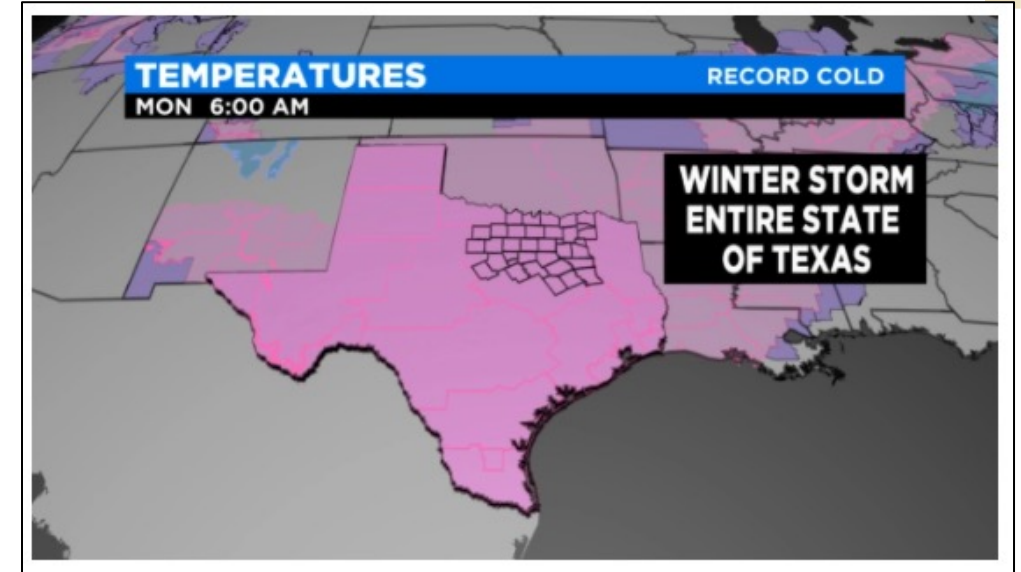 TEMPERATURES
RECORD COLD
MON 6:00 AM
WINTER STORM
ENTIRE STATE
OF TEXAS